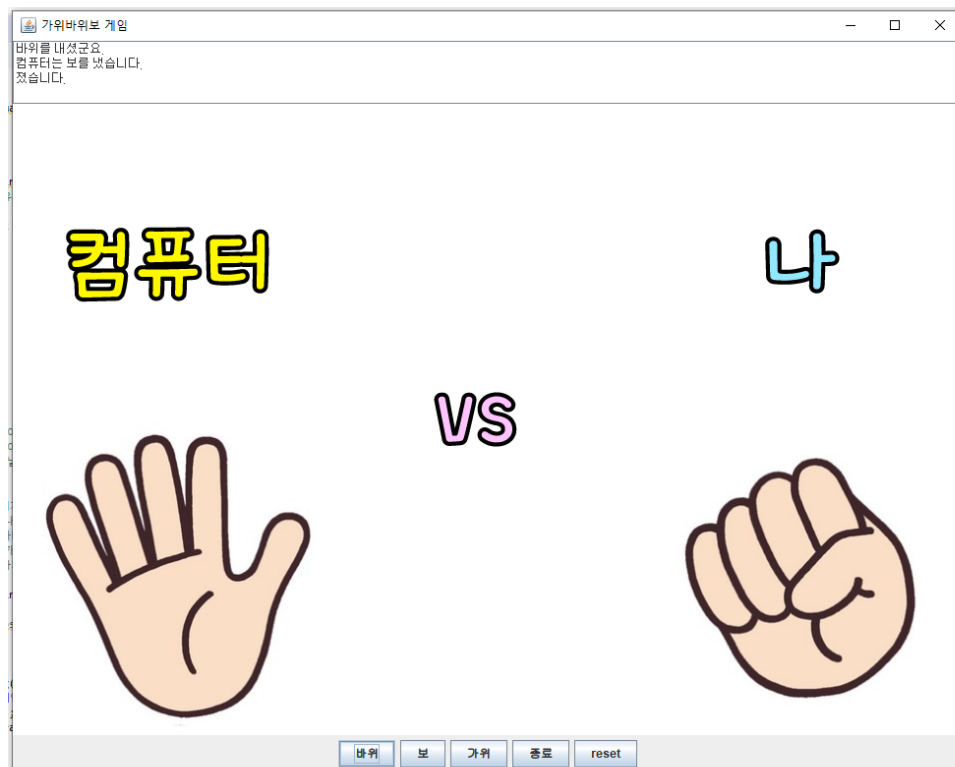 가위바위보 게임
바위를 내셨군요.
컴퓨터는 보를 냈습니다.
졌습니다.
컴퓨터
나
VS
바위 보 가위 종료 reset